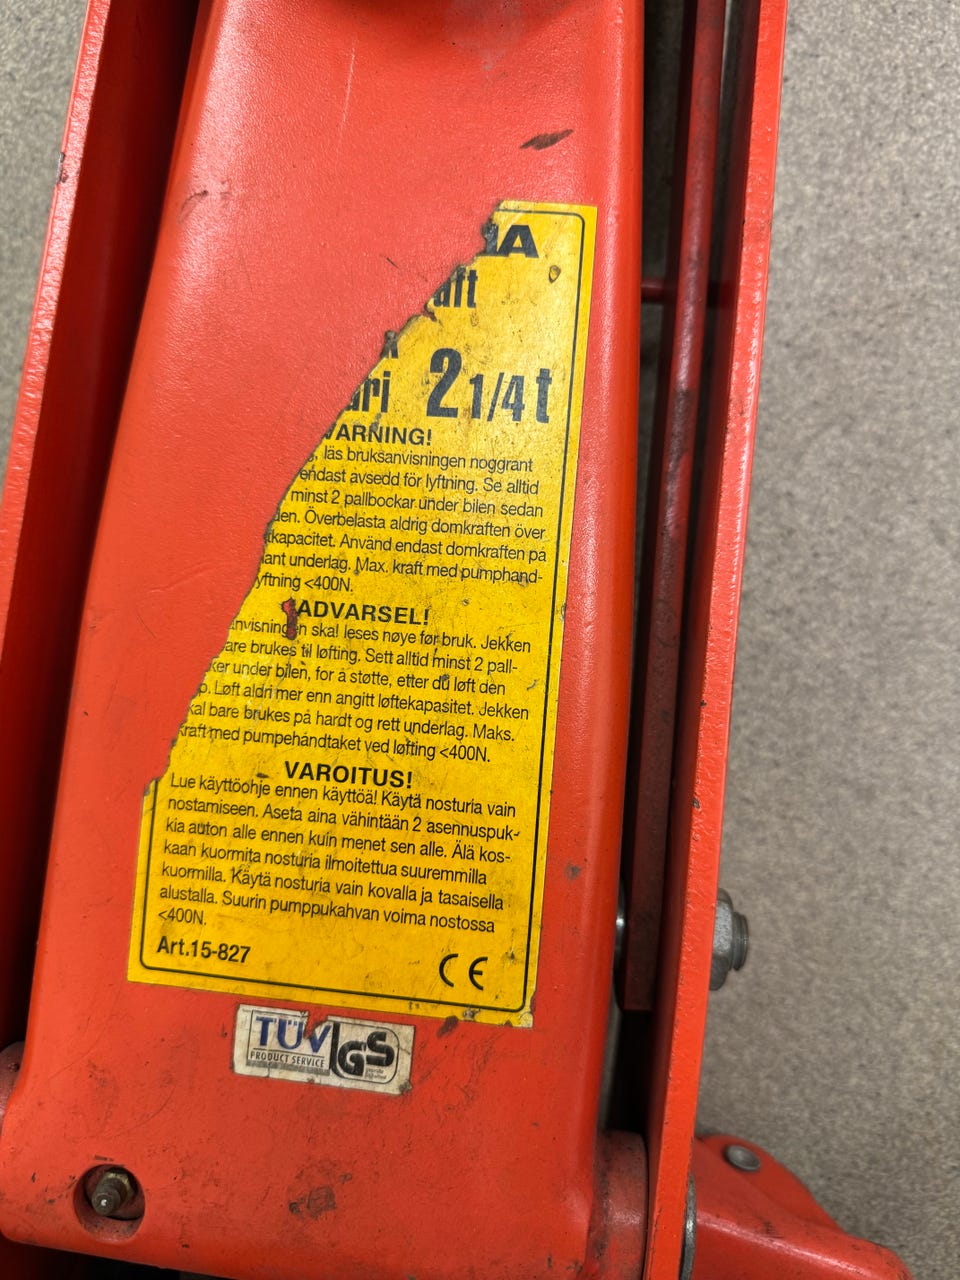 2 1/4 t
VARNING!
läs bruksanvisningen noggrant
endast avsedd för lyftning. Se alltid
minst 2 pallbockar under bilen sedan
Överbelasta aldrig domkraften över
Använd endast domkraften på
underlag. Max. kraft med pumphand-
<400N.
ADVARSEL!
skal leses nøye før bruk. Jekken
brukes til løfting. Sett alltid minst 2 pall-
under bilen, for å støtte, etter du løft den
Løft aldri mer enn angitt løftekapasitet. Jekken
bare brukes på hardt og rett underlag. Maks.
kraft med pumpehåndtaket ved løfting <400N.
VAROITUS!
Lue käyttöohje ennen käyttöä! Käytä nosturia vain
nostamiseen. Aseta aina vähintään 2 asennuspuk-
kia auton alle ennen kuin menet sen alle. Älä kos-
kaan kuormita nosturia ilmoitettua suuremmilla
kuormilla. Käytä nosturia vain kovalla ja tasaisella
alustalla. Suurin pumppukahvan voima nostossa
<400N.
Art.15-827
CE
TÜV
PRODUCT SERVICE
GS